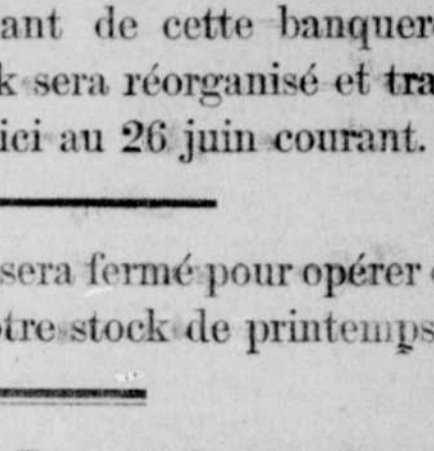 ant de cette banquer
k sera réorganisé et tra
ici au 26 juin courant.
sera fermé pour opérer
otre stock de printemps